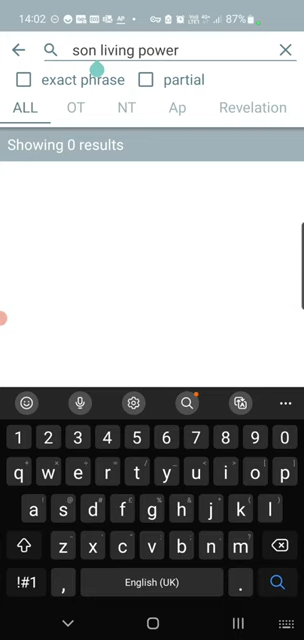 14:02 87%
son living power
exact phrase partial
ALL OT NT Ap Revelation
Showing 0 results
1 2 3 4 5 6 7 8 9 0
q w e r t y u i o p
a s d f g h j k l
z x c v b n m
!#1 , English (UK) .